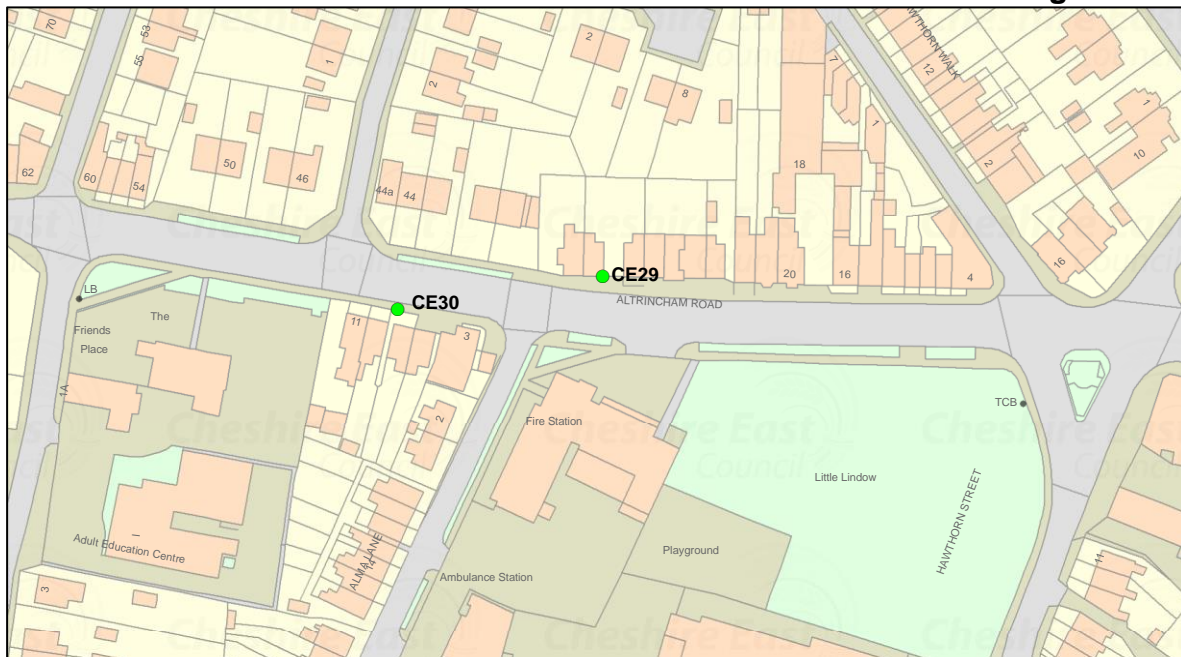 g
70
53
55
1
2
2
8
7
HAWTHORN WALK
12
1
1
10
2
62
60
54
50
46
44a
44
18
16
CE29
20
16
4
ALTRINCHAM ROAD
LB
The
Friends
Place
CE30
11
3
1A
2
TCB
Fire Station
Little Lindow
HAWTHORN STREET
Playground
Adult Education Centre
ALMA LANE
14
Ambulance Station
3
11
Cheshire East
Council